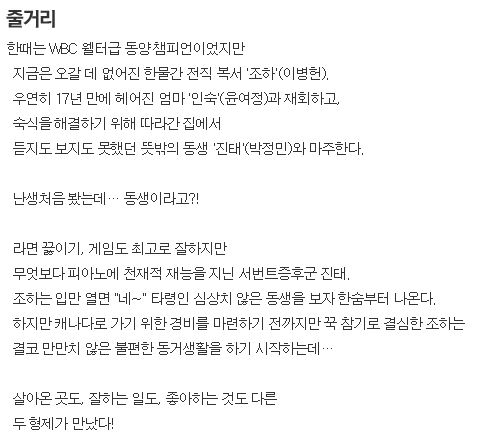 줄거리
한때는 WBC 웰터급 동양 챔피언이었지만
지금은 오갈 데 없어진 한물간 전직 복서 '조하'(이병헌).
우연히 17년 만에 헤어진 엄마 '인숙'(윤여정)과 재회하고,
숙식을 해결하기 위해 따라간 집에서
듣지도 보지도 못했던 뜻밖의 동생 '진태'(박정민)와 마주한다.
난생처음 봤는데… 동생이라고?!
라면 끓이기, 게임도 최고로 잘하지만
무엇보다 피아노에 천재적 재능을 지닌 서번트증후군 진태.
조하는 입만 열면 "네~" 타령인 심상치 않은 동생을 보자 한숨부터 나온다.
하지만 캐나다로 가기 위한 경비를 마련하기 전까지만 꾹 참기로 결심한 조하는
결코 만만치 않은 불편한 동거생활을 하기 시작하는데…
살아온 곳도, 잘하는 일도, 좋아하는 것도 다른
두 형제가 만났다!